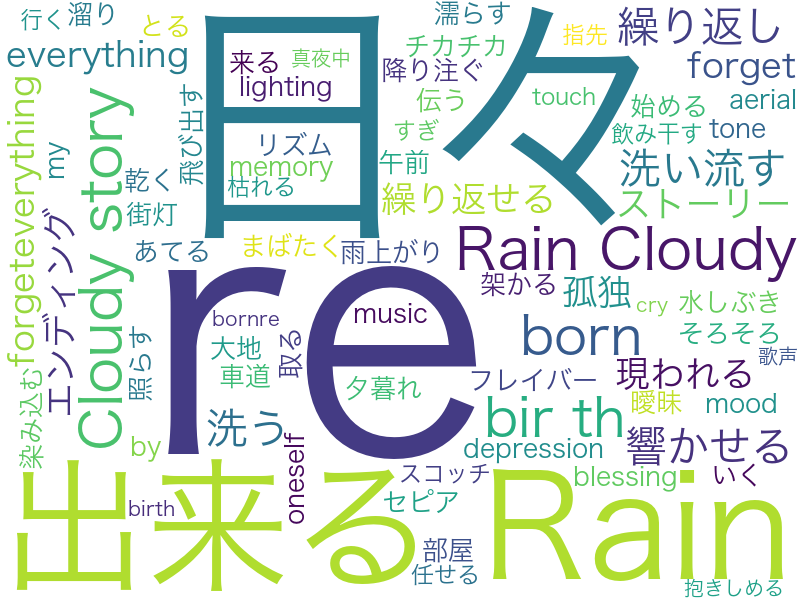 行く
溜り
とる
濡らす
指先
繰り返し
everything
来る
真夜中
チカチカ
lighting
降り注ぐ
forget
日々
伝う
touch
始める
aerial
すぎ
飲み干す
tone
forgeteverything
my
Cloudy story
飛び出す
リズム
memory
午前
洗い流す
乾く
枯れる
繰り返せる
ストーリー
街灯
エンディング
あてる
まばたく
雨上がり
Rain Cloudy
架かる
孤独
cry
水しぶき
re
bornre
music
born
そろそろ
照らす
大地
取る
歌声
車道
夕暮れ
フレイバー
現われる
染み込む
洗う
bir th
曖昧
mood
by
oneself
depression
響かせる
出来る
スコッチ
blessing
いく
セピア
Rain
birth
部屋
任せる
抱きしめる